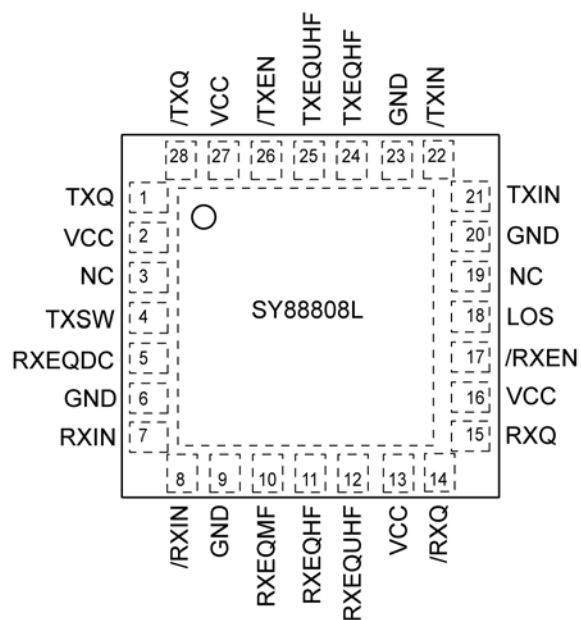 /TXQ
VCC
/TXEN
TXEQUHF
TXEQHF
GND
/TXIN
28 27 26 25 24 23 22
TXQ 1
VCC 2
NC 3
TXSW 4
RXEQDC 5
GND 6
RXIN 7
SY88808L
21 TXIN
20 GND
19 NC
18 LOS
17 /RXEN
16 VCC
15 RXQ
8 9 10 11 12 13 14
/RXIN
GND
RXEQMF
RXEQHF
RXEQUHF
VCC
/RXQ